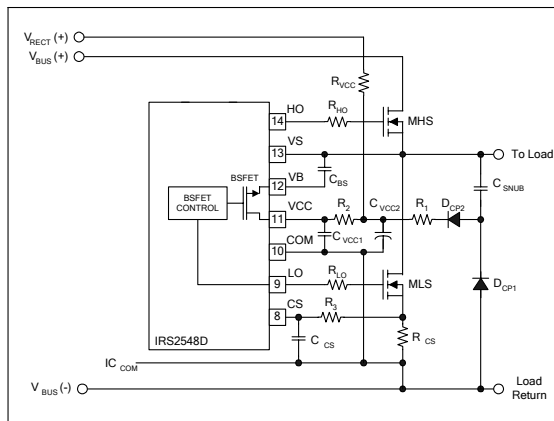 V_RECT (+)
V_BUS (+)
R_VCC
HO
14
R_HO
MHS
VS
13
To Load
VB
12
C_BS
C_SNUB
BSFET
BSFET CONTROL
VCC
11
R_2
C_VCC2
R_1
D_CP2
C_VCC1
COM
10
LO
9
R_LO
MLS
D_CP1
CS
8
R_3
IRS2548D
C_CS
R_CS
IC_COM
V_BUS (-)
Load
Return